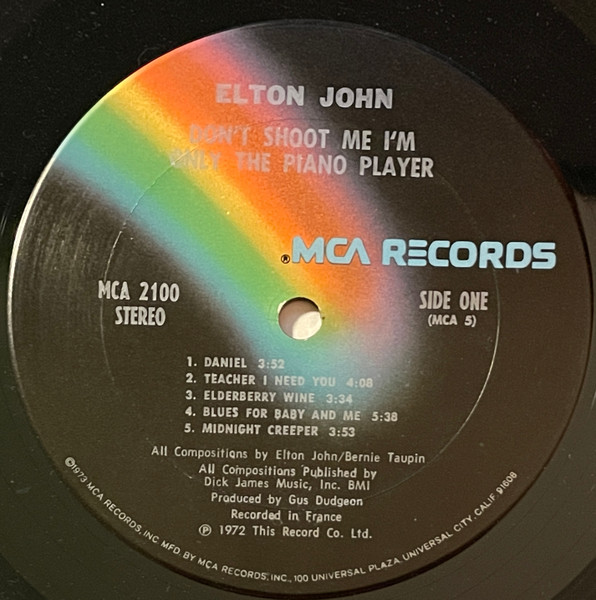 ELTON JOHN
DON'T SHOOT ME I'M
ONLY THE PIANO PLAYER
®MCA RECORDS
MCA 2100
STEREO
SIDE ONE
(MCA 5)
1. DANIEL 3:52
2. TEACHER I NEED YOU 4:08
3. ELDERBERRY WINE 3:34
4. BLUES FOR BABY AND ME 5:38
5. MIDNIGHT CREEPER 3:53
All Compositions by Elton John/Bernie Taupin
All Compositions Published by
Dick James Music, Inc. BMI
Produced by Gus Dudgeon
Recorded in France
℗ 1972 This Record Co. Ltd.
©1973 MCA RECORDS, INC. MFD. BY MCA RECORDS, INC., 100 UNIVERSAL PLAZA, UNIVERSAL CITY, CALIF. 91608